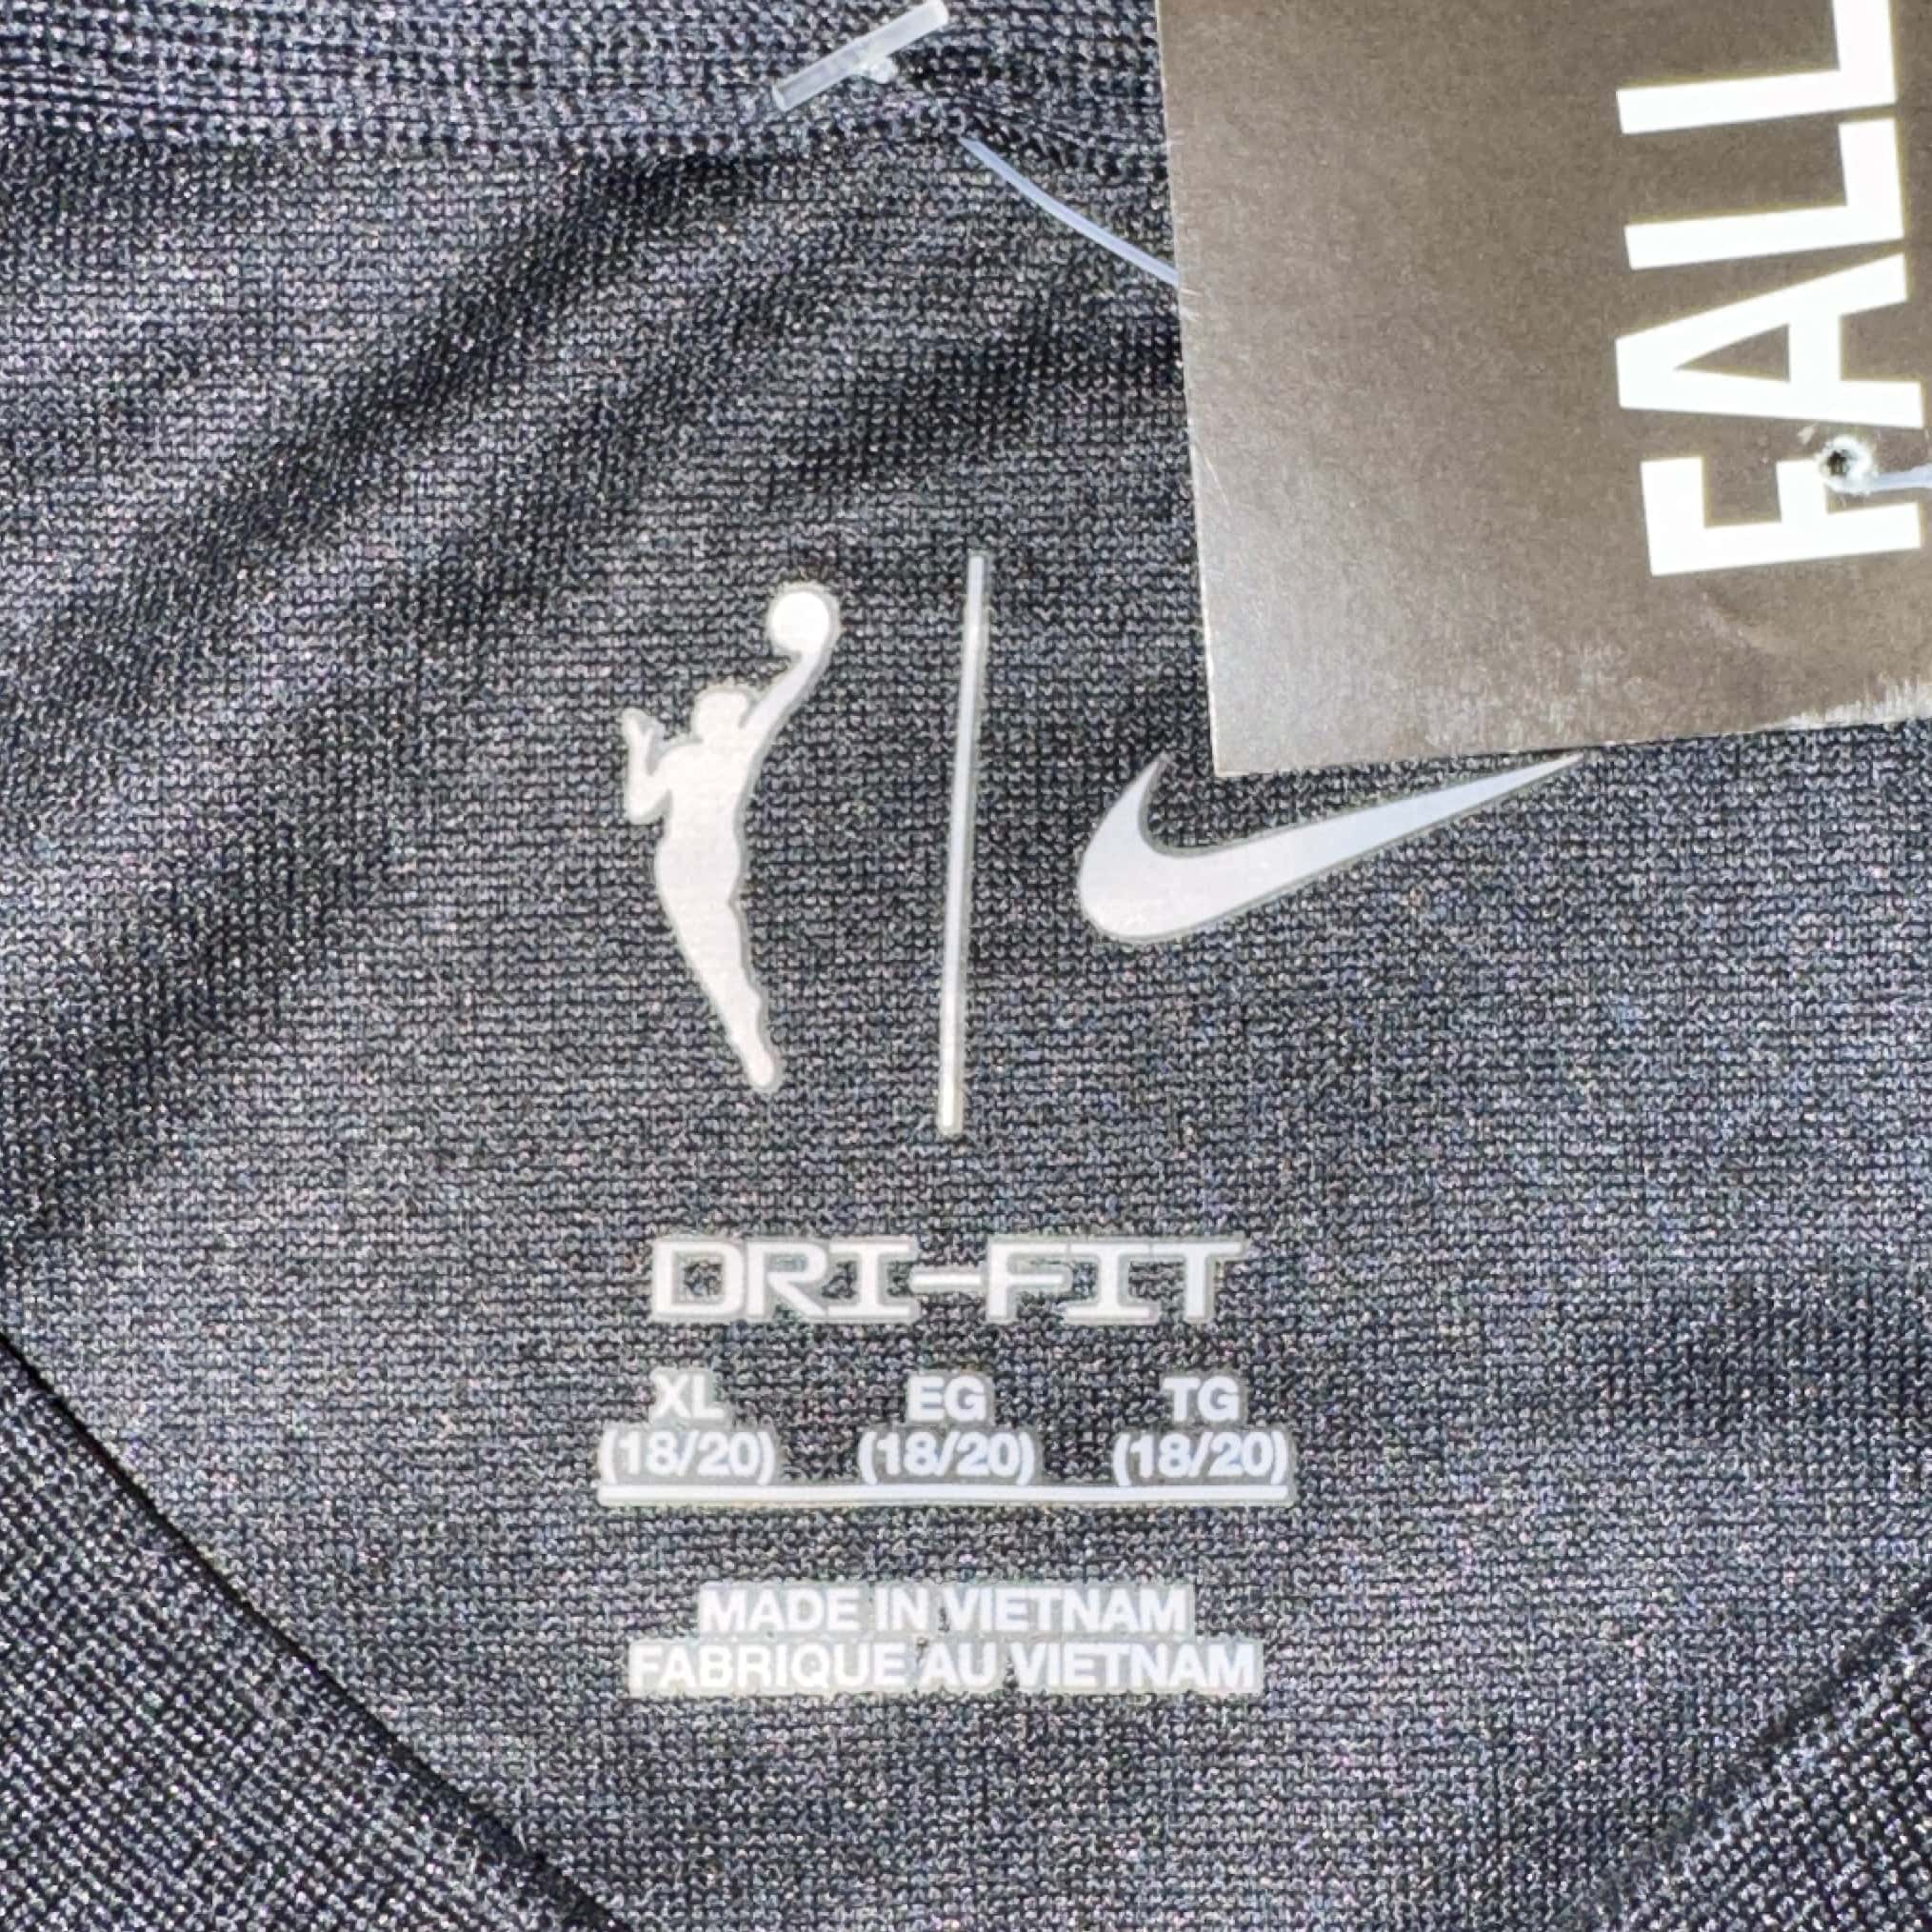 FALL
DRI-FIT
XL EG TG
(18/20) (18/20) (18/20)
MADE IN VIETNAM
FABRIQUE AU VIETNAM